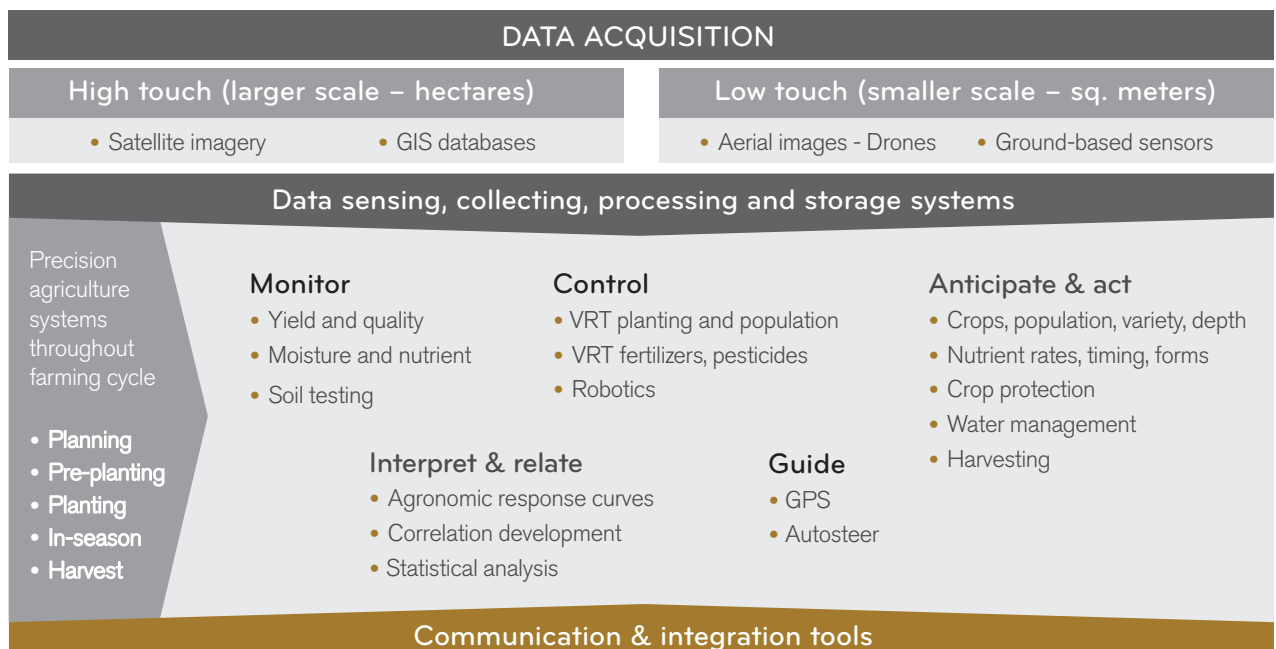 DATA ACQUISITION
High touch (larger scale – hectares)
• Satellite imagery
• GIS databases
Low touch (smaller scale – sq. meters)
• Aerial images - Drones
• Ground-based sensors
Data sensing, collecting, processing and storage systems
Precision
agriculture
systems
throughout
farming cycle
• Planning
• Pre-planting
• Planting
• In-season
• Harvest
Monitor
• Yield and quality
• Moisture and nutrient
• Soil testing
Control
• VRT planting and population
• VRT fertilizers, pesticides
• Robotics
Anticipate & act
• Crops, population, variety, depth
• Nutrient rates, timing, forms
• Crop protection
• Water management
• Harvesting
Interpret & relate
• Agronomic response curves
• Correlation development
• Statistical analysis
Guide
• GPS
• Autosteer
Communication & integration tools